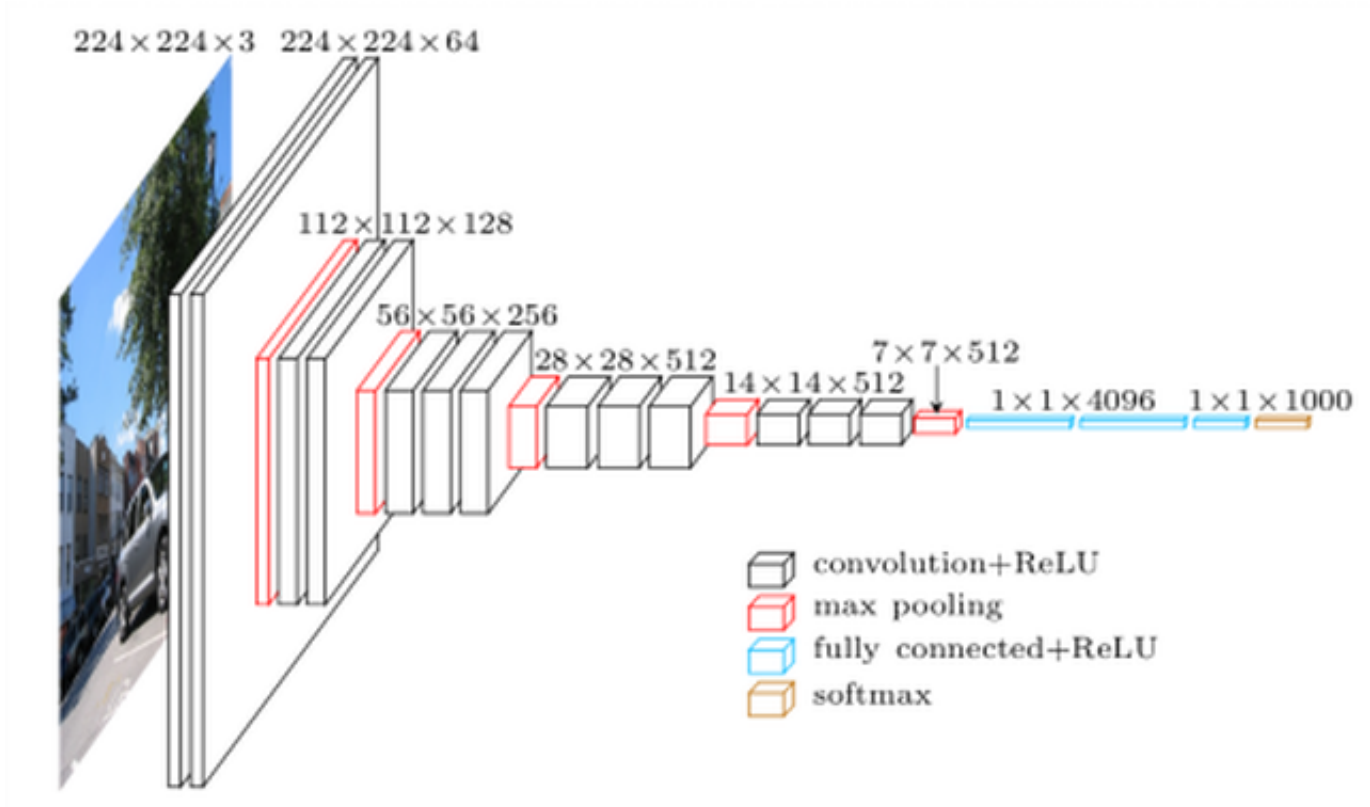 224×224×3
224×224×64
112×112×128
56×56×256
28×28×512
14×14×512
7×7×512
1×1×4096
1×1×1000
convolution+ReLU
max pooling
fully connected+ReLU
softmax